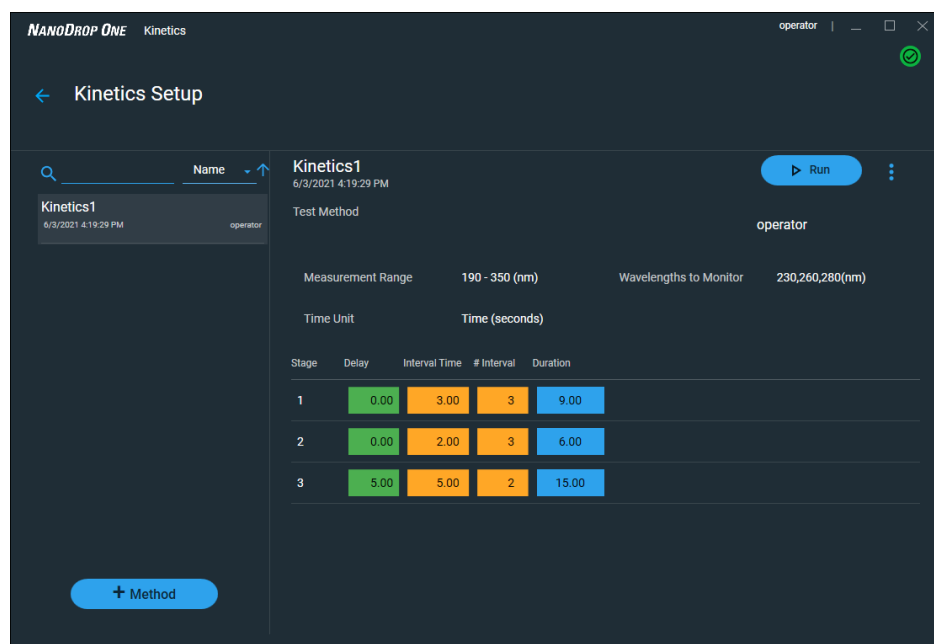 NANODROP ONE Kinetics operator
Kinetics Setup
Name
Kinetics1
6/3/2021 4:19:29 PM operator
+ Method
Kinetics1
6/3/2021 4:19:29 PM
Run
Test Method
operator
Measurement Range 190 - 350 (nm) Wavelengths to Monitor 230,260,280(nm)
Time Unit Time (seconds)
Stage Delay Interval Time # Interval Duration
1 0.00 3.00 3 9.00
2 0.00 2.00 3 6.00
3 5.00 5.00 2 15.00